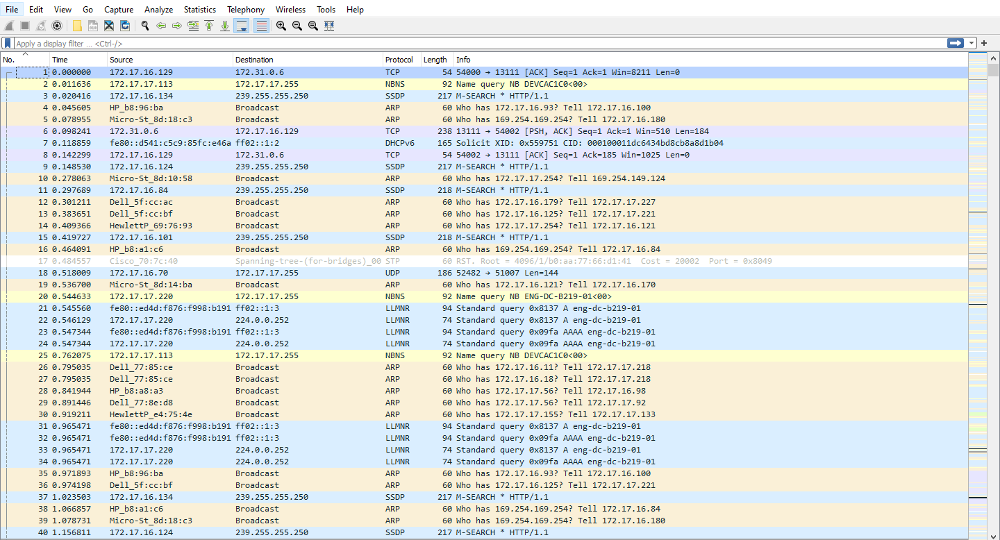 File Edit View Go Capture Analyze Statistics Telephony Wireless Tools Help
Apply a display filter … <Ctrl-/>
No. Time Source Destination Protocol Length Info
1 0.000000 172.17.16.129 172.31.0.6 TCP 54 54000 → 13111 [ACK] Seq=1 Ack=1 Win=8211 Len=0
2 0.011636 172.17.17.113 172.17.17.255 NBNS 92 Name query NB DEVCAC1C0<00>
3 0.020416 172.17.16.134 239.255.255.250 SSDP 217 M-SEARCH * HTTP/1.1
4 0.045605 HP_b8:96:ba Broadcast ARP 60 Who has 172.17.16.93? Tell 172.17.16.100
5 0.078955 Micro-St_8d:18:c3 Broadcast ARP 60 Who has 169.254.169.254? Tell 172.17.16.180
6 0.098241 172.31.0.6 172.17.16.129 TCP 238 13111 → 54002 [PSH, ACK] Seq=1 Ack=1 Win=510 Len=184
7 0.118859 fe80::d541:c5c9:85fc:e46a ff02::1:2 DHCPv6 165 Solicit XID: 0x559751 CID: 000100011dc6434bd8cb8a8d1b04
8 0.142299 172.17.16.129 172.31.0.6 TCP 54 54002 → 13111 [ACK] Seq=1 Ack=185 Win=1025 Len=0
9 0.148530 172.17.16.124 239.255.255.250 SSDP 217 M-SEARCH * HTTP/1.1
10 0.278063 Micro-St_8d:10:58 Broadcast ARP 60 Who has 172.17.17.254? Tell 169.254.149.124
11 0.297689 172.17.16.84 239.255.255.250 SSDP 218 M-SEARCH * HTTP/1.1
12 0.301211 Dell_5f:cc:ac Broadcast ARP 60 Who has 172.17.16.179? Tell 172.17.17.227
13 0.383651 Dell_5f:cc:bf Broadcast ARP 60 Who has 172.17.16.125? Tell 172.17.17.221
14 0.409366 HewlettP_69:76:93 Broadcast ARP 60 Who has 172.17.17.254? Tell 172.17.16.121
15 0.419727 172.17.16.101 239.255.255.250 SSDP 218 M-SEARCH * HTTP/1.1
16 0.464091 HP_b8:a1:c6 Broadcast ARP 60 Who has 169.254.169.254? Tell 172.17.16.84
17 0.484557 Cisco_70:7c:40 Spanning-tree-(for-bridges)_00 STP 60 RST. Root = 4096/1/b0:aa:77:66:d1:41 Cost = 20002 Port = 0x8049
18 0.518009 172.17.16.70 172.17.17.255 UDP 186 52482 → 51007 Len=144
19 0.536700 Micro-St_8d:14:ba Broadcast ARP 60 Who has 172.17.16.121? Tell 172.17.16.170
20 0.544633 172.17.17.220 172.17.17.255 NBNS 92 Name query NB ENG-DC-B219-01<00>
21 0.545560 fe80::ed4d:f876:f998:b191 ff02::1:3 LLMNR 94 Standard query 0x8137 A eng-dc-b219-01
22 0.546129 172.17.17.220 224.0.0.252 LLMNR 74 Standard query 0x8137 A eng-dc-b219-01
23 0.547344 fe80::ed4d:f876:f998:b191 ff02::1:3 LLMNR 94 Standard query 0x09fa AAAA eng-dc-b219-01
24 0.547344 172.17.17.220 224.0.0.252 LLMNR 74 Standard query 0x09fa AAAA eng-dc-b219-01
25 0.762075 172.17.17.113 172.17.17.255 NBNS 92 Name query NB DEVCAC1C0<00>
26 0.795035 Dell_77:85:ce Broadcast ARP 60 Who has 172.17.16.11? Tell 172.17.17.218
27 0.795035 Dell_77:85:ce Broadcast ARP 60 Who has 172.17.16.18? Tell 172.17.17.218
28 0.841944 HP_b8:a8:a3 Broadcast ARP 60 Who has 172.17.17.56? Tell 172.17.16.98
29 0.891446 Dell_77:8e:d8 Broadcast ARP 60 Who has 172.17.17.56? Tell 172.17.17.92
30 0.919211 HewlettP_e4:75:4e Broadcast ARP 60 Who has 172.17.17.155? Tell 172.17.17.133
31 0.965471 fe80::ed4d:f876:f998:b191 ff02::1:3 LLMNR 94 Standard query 0x8137 A eng-dc-b219-01
32 0.965471 fe80::ed4d:f876:f998:b191 ff02::1:3 LLMNR 94 Standard query 0x09fa AAAA eng-dc-b219-01
33 0.965471 172.17.17.220 224.0.0.252 LLMNR 74 Standard query 0x8137 A eng-dc-b219-01
34 0.965471 172.17.17.220 224.0.0.252 LLMNR 74 Standard query 0x09fa AAAA eng-dc-b219-01
35 0.971893 HP_b8:96:ba Broadcast ARP 60 Who has 172.17.16.93? Tell 172.17.16.100
36 0.974198 Dell_5f:cc:bf Broadcast ARP 60 Who has 172.17.16.125? Tell 172.17.17.221
37 1.023503 172.17.16.134 239.255.255.250 SSDP 217 M-SEARCH * HTTP/1.1
38 1.066857 HP_b8:a1:c6 Broadcast ARP 60 Who has 169.254.169.254? Tell 172.17.16.84
39 1.078731 Micro-St_8d:18:c3 Broadcast ARP 60 Who has 169.254.169.254? Tell 172.17.16.180
40 1.156811 172.17.16.124 239.255.255.250 SSDP 217 M-SEARCH * HTTP/1.1